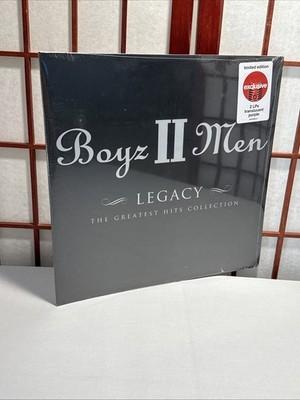 limited edition
exclusive
2 LPs
translucent
purple
Boyz II Men
LEGACY
THE GREATEST HITS COLLECTION